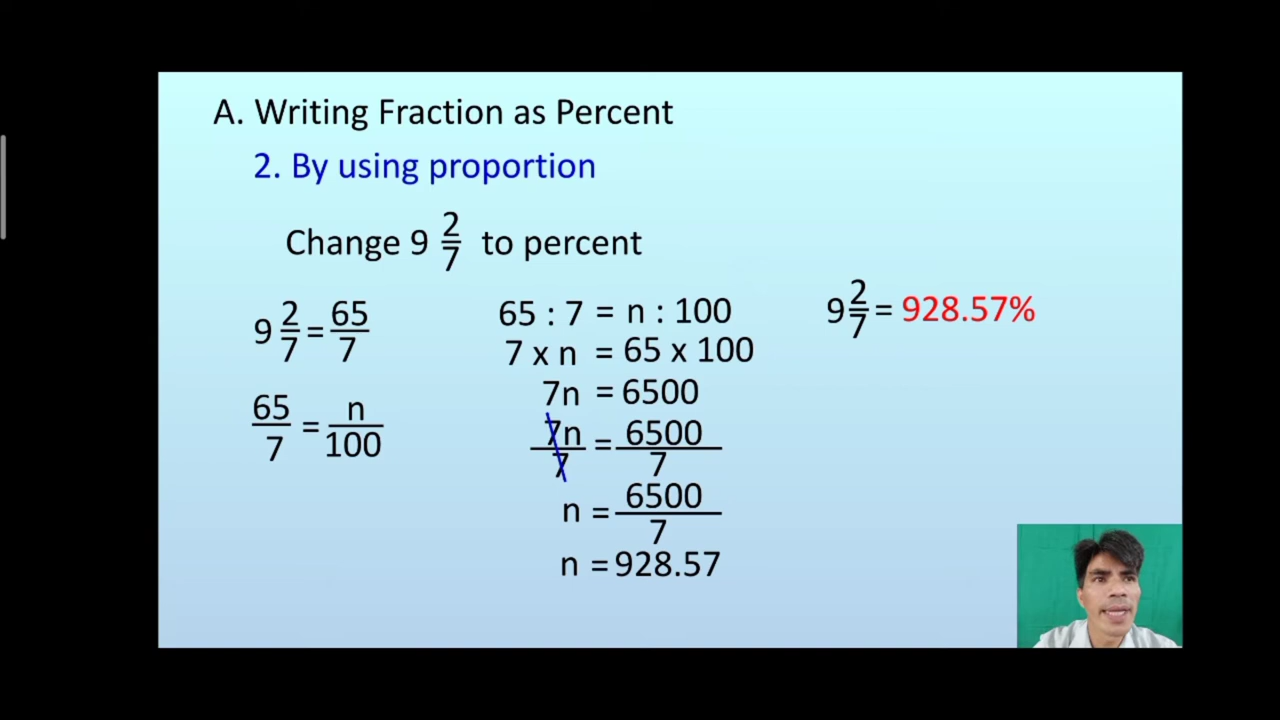 A. Writing Fraction as Percent
2. By using proportion
Change 9 2/7 to percent
9 2/7 = 65/7
65/7 = n/100
65 : 7 = n : 100
7 x n = 65 x 100
7n = 6500
7n/7 = 6500/7
n = 6500/7
n = 928.57
9 2/7 = 928.57%